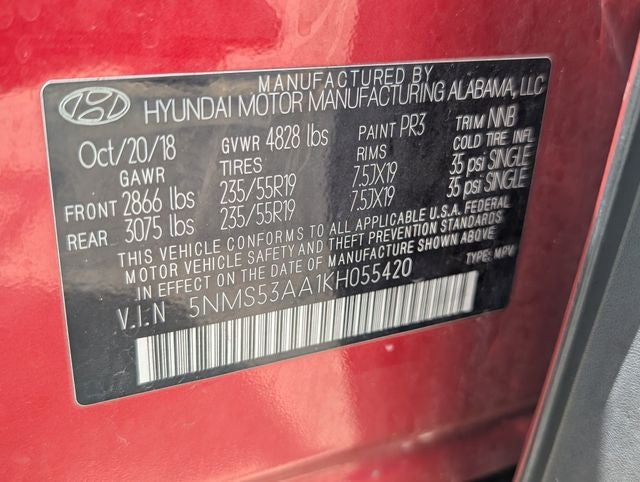 MANUFACTURED BY
HYUNDAI MOTOR MANUFACTURING ALABAMA, LLC
Oct/20/18 GVWR 4828 lbs PAINT PR3 TRIM NNB
GAWR TIRES RIMS COLD TIRE INFL.
FRONT 2866 lbs 235/55R19 7.5JX19 35 psi SINGLE
REAR 3075 lbs 235/55R19 7.5JX19 35 psi SINGLE
THIS VEHICLE CONFORMS TO ALL APPLICABLE U.S.A. FEDERAL
MOTOR VEHICLE SAFETY AND THEFT PREVENTION STANDARDS
IN EFFECT ON THE DATE OF MANUFACTURE SHOWN ABOVE
V.I.N 5NMS53AA1KH055420 TYPE: MPV